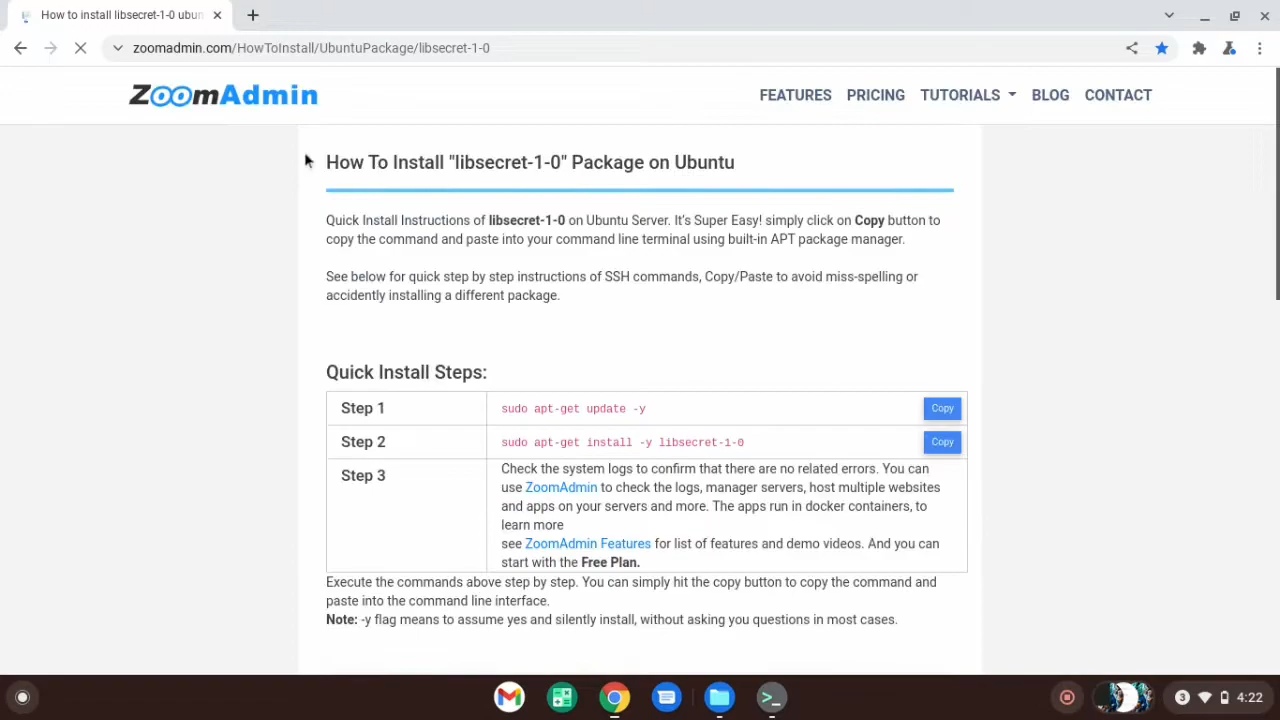 How to install libsecret-1-0 ubun
zoomadmin.com/HowToInstall/UbuntuPackage/libsecret-1-0
ZoomAdmin
FEATURES PRICING TUTORIALS BLOG CONTACT
How To Install "libsecret-1-0" Package on Ubuntu
Quick Install Instructions of libsecret-1-0 on Ubuntu Server. It's Super Easy! simply click on Copy button to
copy the command and paste into your command line terminal using built-in APT package manager.
See below for quick step by step instructions of SSH commands, Copy/Paste to avoid miss-spelling or
accidently installing a different package.
Quick Install Steps:
Step 1 sudo apt-get update -y Copy
Step 2 sudo apt-get install -y libsecret-1-0 Copy
Step 3 Check the system logs to confirm that there are no related errors. You can
use ZoomAdmin to check the logs, manager servers, host multiple websites
and apps on your servers and more. The apps run in docker containers, to
learn more
see ZoomAdmin Features for list of features and demo videos. And you can
start with the Free Plan.
Execute the commands above step by step. You can simply hit the copy button to copy the command and
paste into the command line interface.
Note: -y flag means to assume yes and silently install, without asking you questions in most cases.
3 4:22